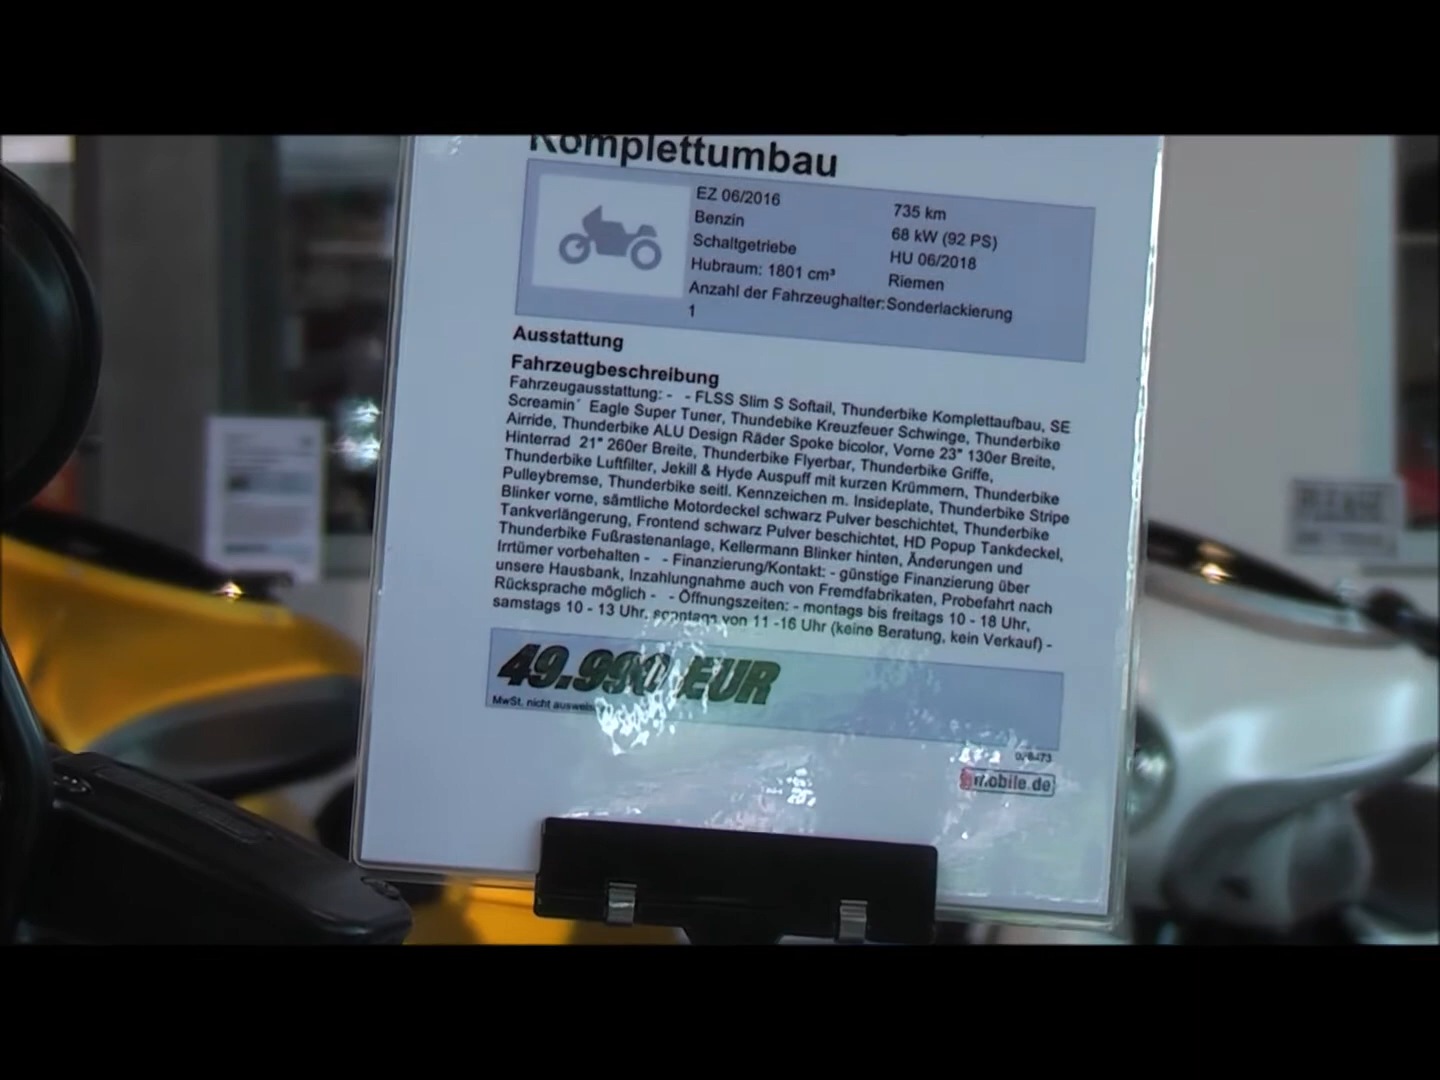 Komplettumbau
EZ 06/2016
735 km
Benzin
68 kW (92 PS)
Schaltgetriebe
HU 06/2018
Hubraum: 1801 cm³
Riemen
Anzahl der Fahrzeughalter:
Sonderlackierung
1
Ausstattung
Fahrzeugbeschreibung
Fahrzeugausstattung: - - FLSS Slim S Softail, Thunderbike Komplettaufbau, SE
Screamin´ Eagle Super Tuner, Thundebike Kreuzfeuer Schwinge, Thunderbike
Airride, Thunderbike ALU Design Räder Spoke bicolor, Vorne 23" 130er Breite,
Hinterrad 21" 260er Breite, Thunderbike Flyerbar, Thunderbike Griffe,
Thunderbike Luftfilter, Jekill & Hyde Auspuff mit kurzen Krümmern, Thunderbike
Pulleybremse, Thunderbike seitl. Kennzeichen m. Insideplate, Thunderbike Stripe
Blinker vorne, sämtliche Motordeckel schwarz Pulver beschichtet, Thunderbike
Tankverlängerung, Frontend schwarz Pulver beschichtet, HD Popup Tankdeckel,
Thunderbike Fußrastenanlage, Kellermann Blinker hinten, Änderungen und
Irrtümer vorbehalten - - Finanzierung/Kontakt: - günstige Finanzierung über
unsere Hausbank, Inzahlungnahme auch von Fremdfabrikaten, Probefahrt nach
Rücksprache möglich - - Öffnungszeiten: - montags bis freitags 10 - 18 Uhr,
samstags 10 - 13 Uhr, sonntags von 11 -16 Uhr (keine Beratung, kein Verkauf) -
49.990 EUR
MwSt. nicht
mobile.de
PLEASE